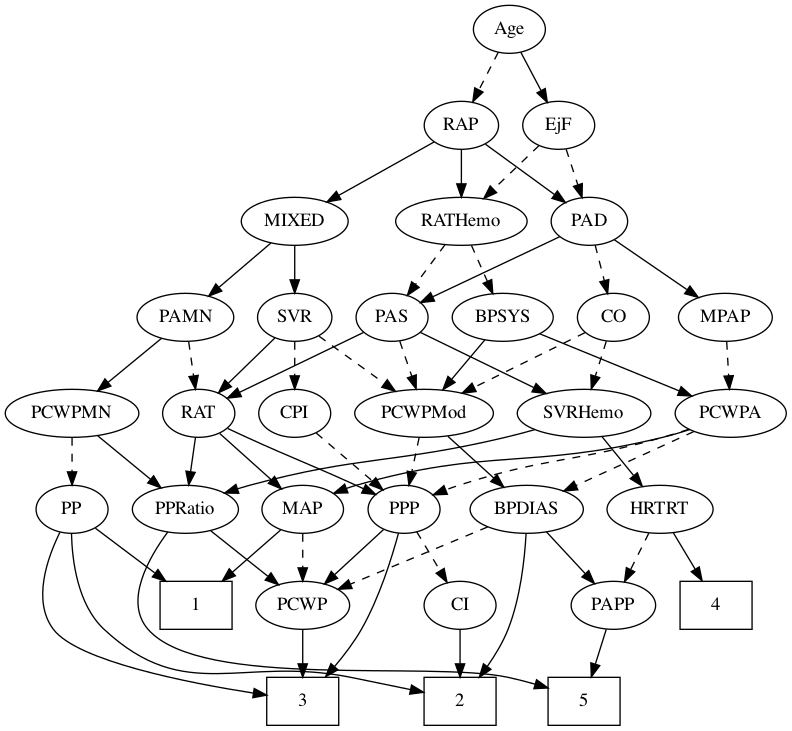 Age
RAP
EjF
MIXED
RATHemo
PAD
PAMN
SVR
PAS
BPSYS
CO
MPAP
PCWPMN
RAT
CPI
PCWPMod
SVRHemo
PCWPA
PP
PPRatio
MAP
PPP
BPDIAS
HRTRT
1
PCWP
CI
PAPP
4
3
2
5